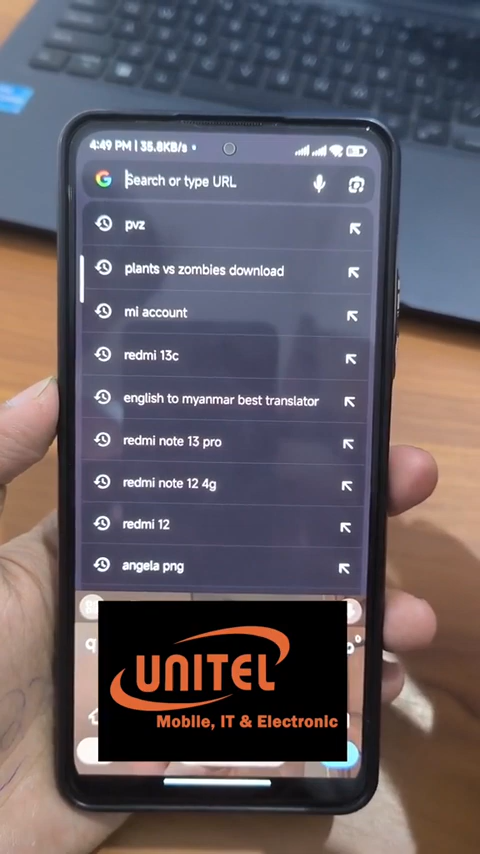 4:49 PM | 35.8KB/s
Search or type URL
pvz
plants vs zombies download
mi account
redmi 13c
english to myanmar best translator
redmi note 13 pro
redmi note 12 4g
redmi 12
angela png
q
UNITEL
Mobile, IT & Electronic